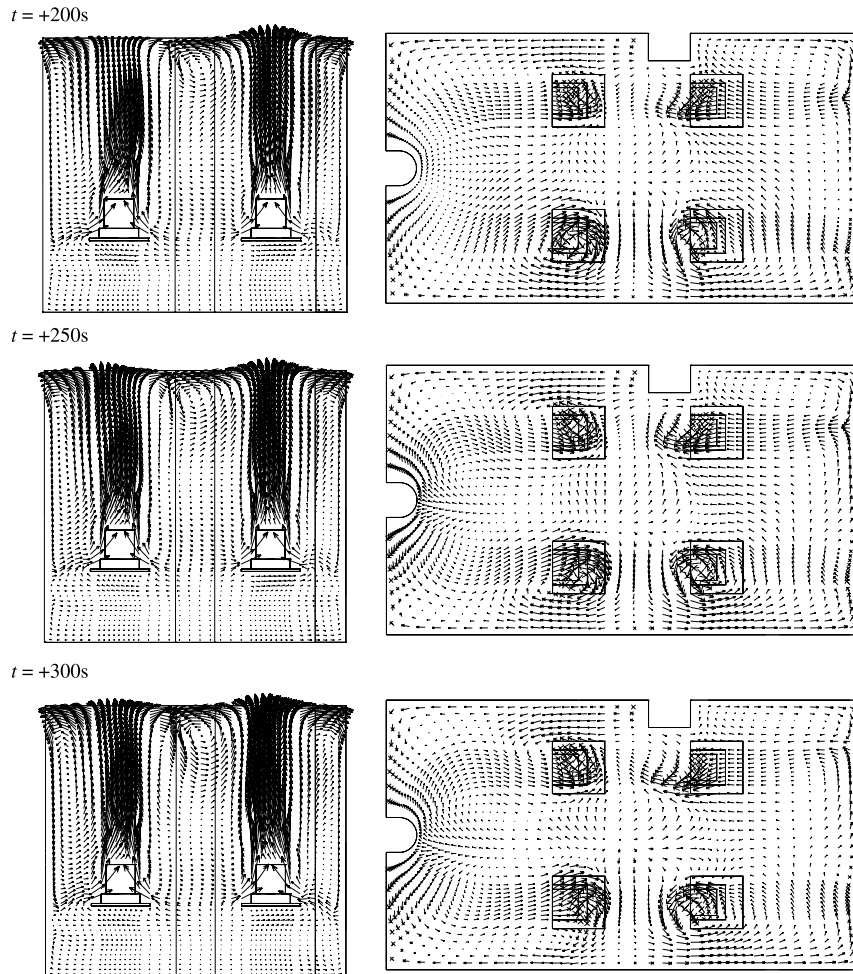 t = +200s
t = +250s
t = +300s